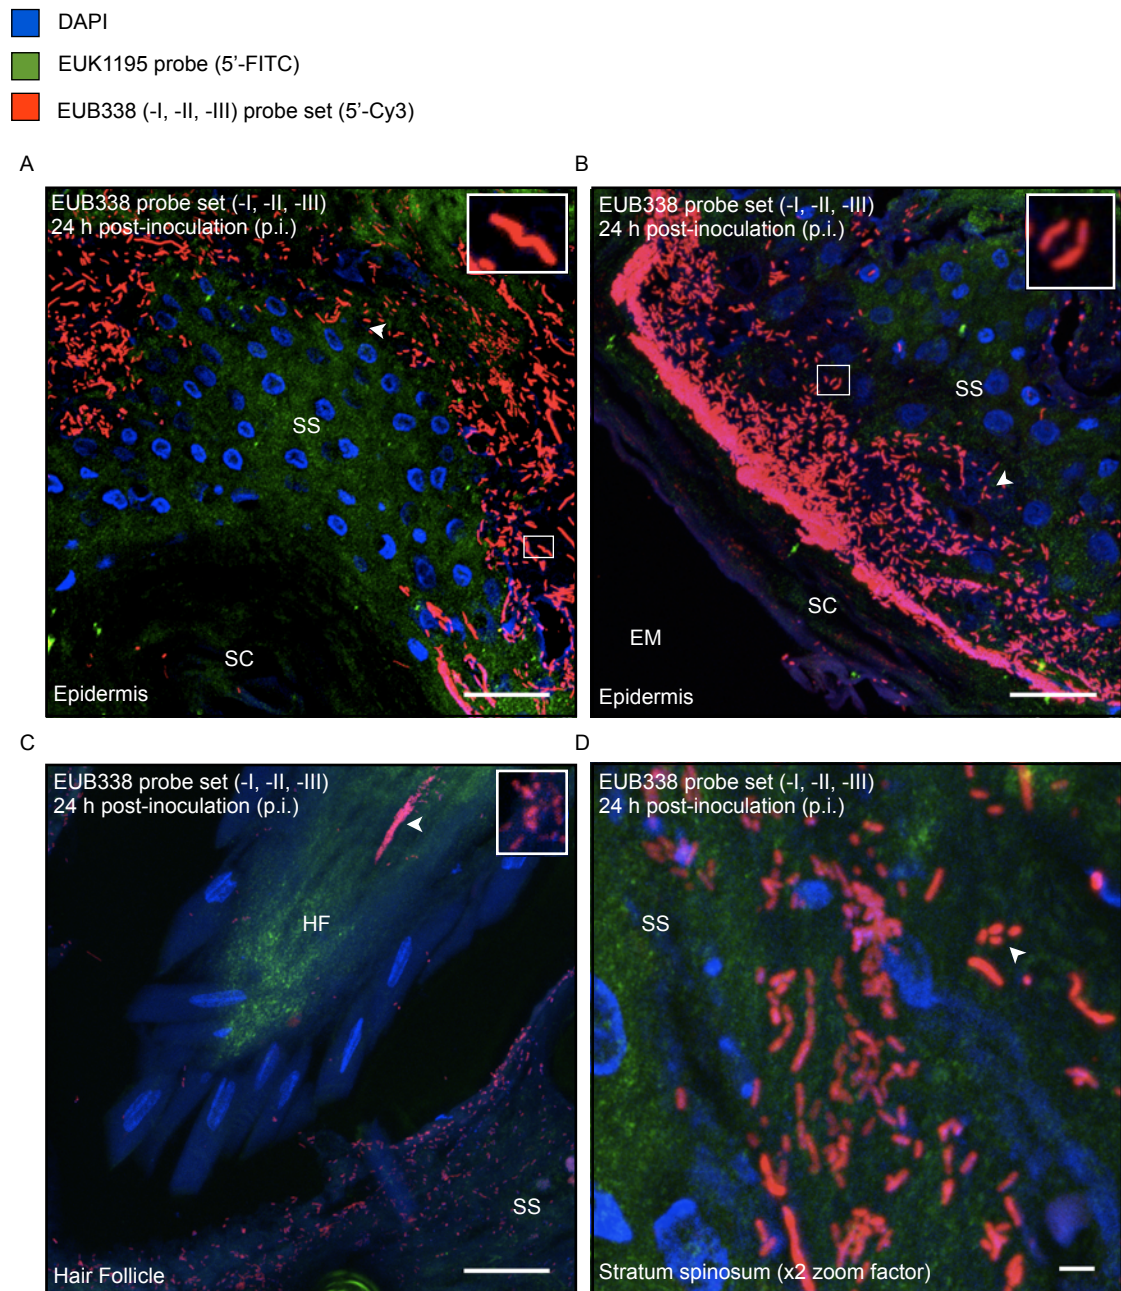 DAPI
EUK1195 probe (5’-FITC)
EUB338 (-I, -II, -III) probe set (5’-Cy3)
A
EUB338 probe set (-I, -II, -III)
24 h post-inoculation (p.i.)
SS
SC
Epidermis
B
EUB338 probe set (-I, -II, -III)
24 h post-inoculation (p.i.)
SS
SC
EM
Epidermis
C
EUB338 probe set (-I, -II, -III)
24 h post-inoculation (p.i.)
HF
SS
Hair Follicle
D
EUB338 probe set (-I, -II, -III)
24 h post-inoculation (p.i.)
SS
Stratum spinosum (x2 zoom factor)